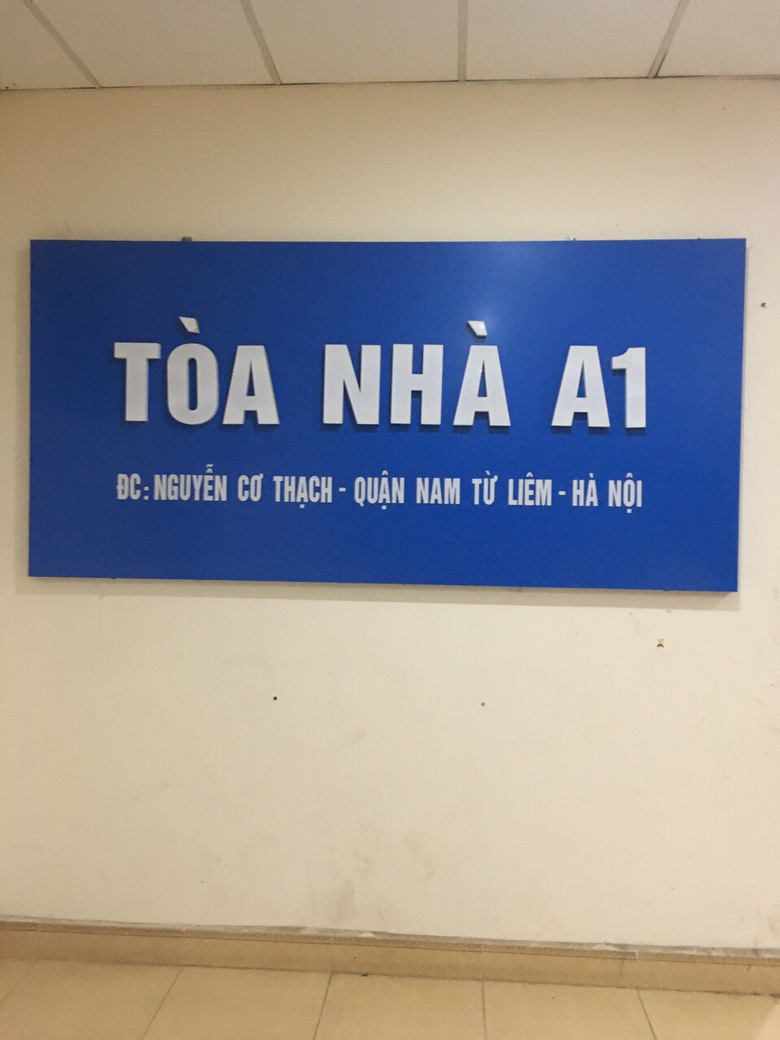 TÒA NHÀ A1
ĐC: NGUYỄN CƠ THẠCH - QUẬN NAM TỪ LIÊM - HÀ NỘI